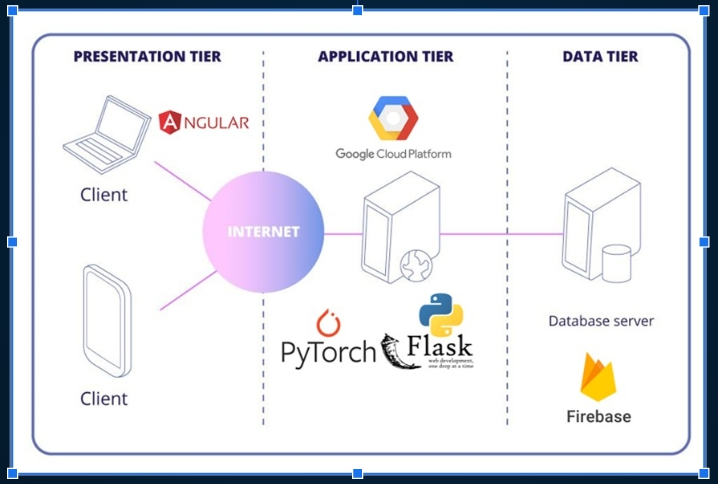 PRESENTATION TIER
APPLICATION TIER
DATA TIER
ANGULAR
Google Cloud Platform
Client
INTERNET
Database server
PyTorch
Flask
web development,
one drop at a time
Client
Firebase